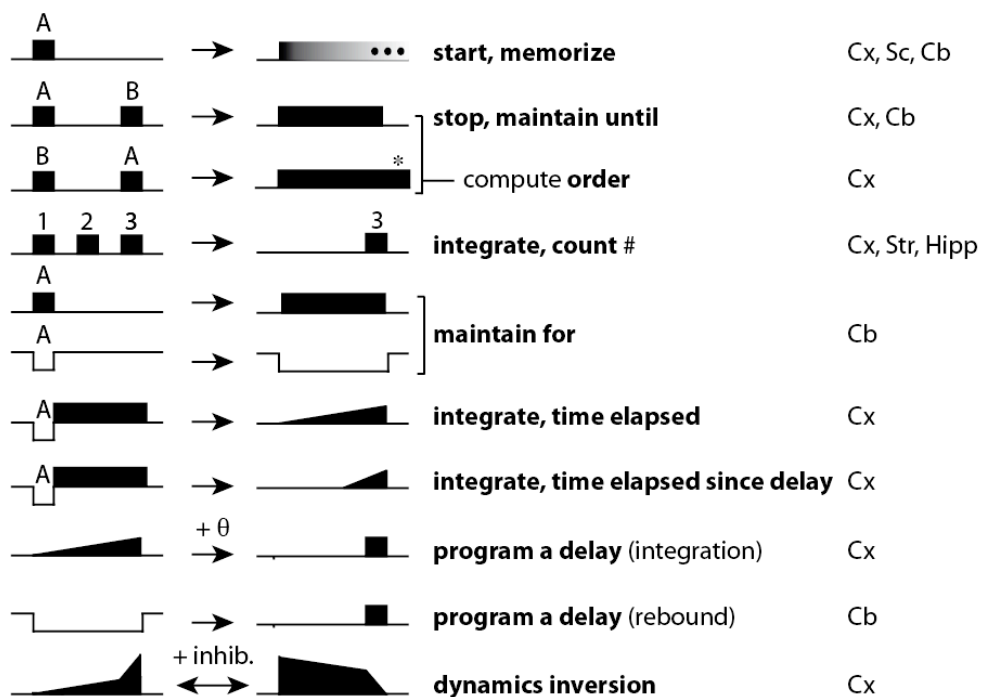 A
start, memorize Cx, Sc, Cb
A B
stop, maintain until Cx, Cb
B A *
compute order Cx
1 2 3 3
integrate, count # Cx, Str, Hipp
A
maintain for Cb
A
A integrate, time elapsed Cx
A integrate, time elapsed since delay Cx
+ θ
program a delay (integration) Cx
program a delay (rebound) Cb
+ inhib.
dynamics inversion Cx